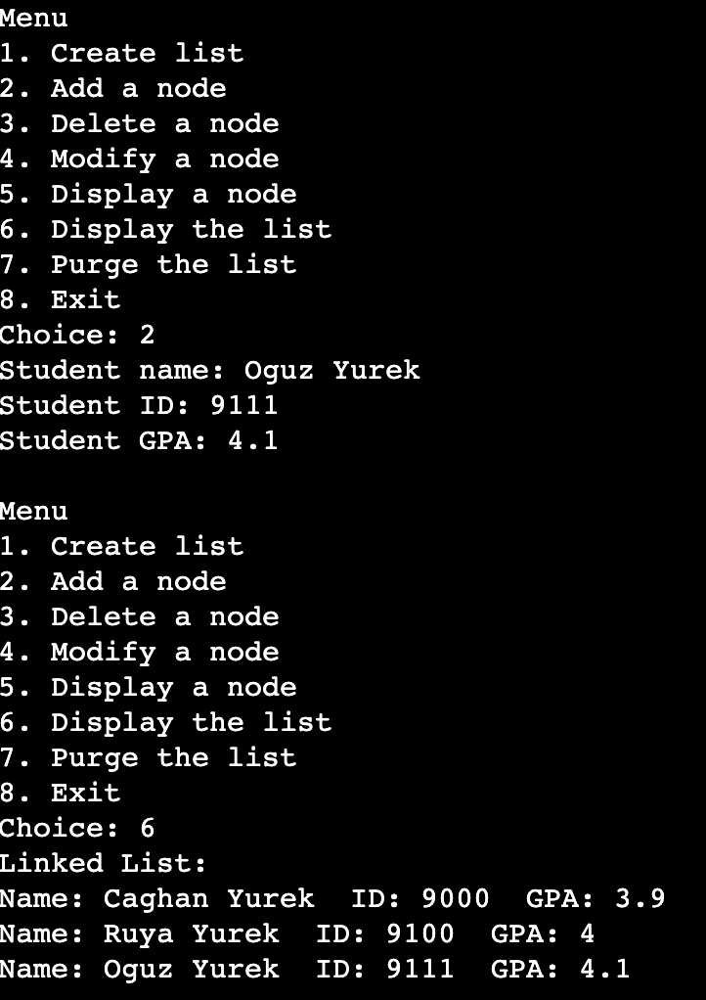 Menu
1. Create list
2. Add a node
3. Delete a node
4. Modify a node
5. Display a node
6. Display the list
7. Purge the list
8. Exit
Choice: 2
Student name: Oguz Yurek
Student ID: 9111
Student GPA: 4.1
Menu
1. Create list
2. Add a node
3. Delete a node
4. Modify a node
5. Display a node
6. Display the list
7. Purge the list
8. Exit
Choice: 6
Linked List:
Name: Caghan Yurek  ID: 9000  GPA: 3.9
Name: Ruya Yurek  ID: 9100  GPA: 4
Name: Oguz Yurek  ID: 9111  GPA: 4.1